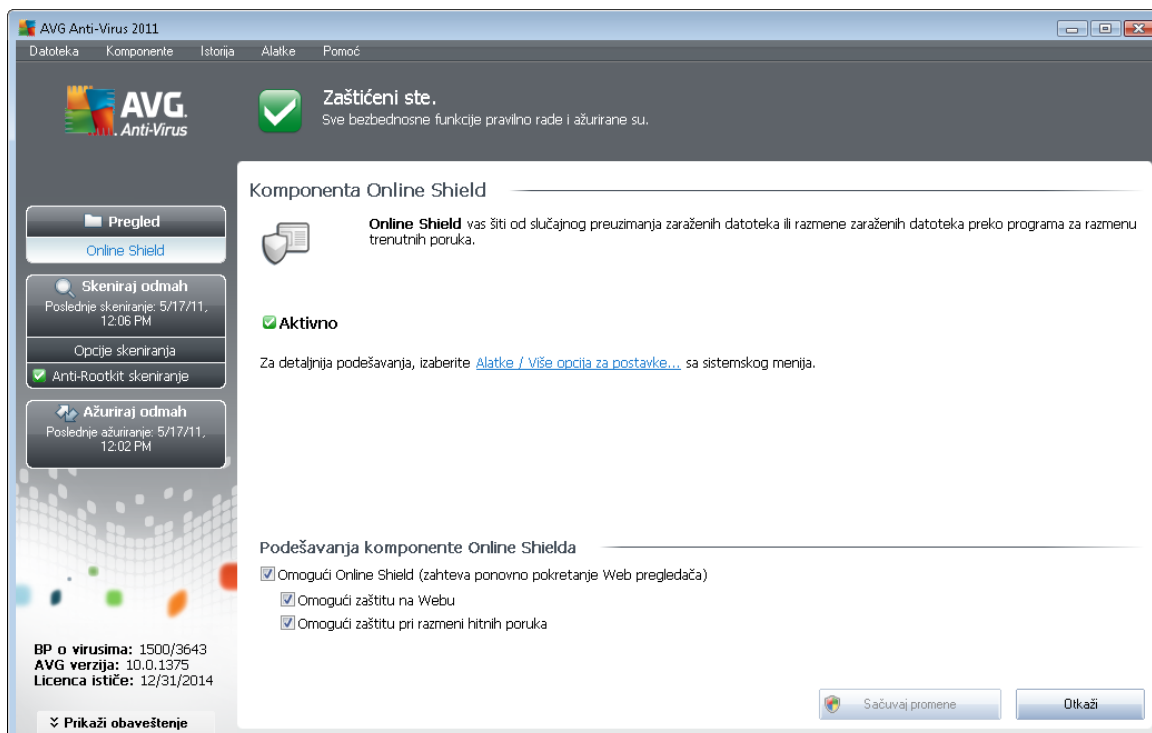 AVG Anti-Virus 2011
Datoteka Komponente Istorija Alatke Pomoć
AVG.
Anti-Virus
Zaštićeni ste.
Sve bezbednosne funkcije pravilno rade i ažurirane su.
Pregled
Online Shield
Skeniraj odmah
Poslednje skeniranje: 5/17/11,
12:06 PM
Opcije skeniranja
Anti-Rootkit skeniranje
Ažuriraj odmah
Poslednje ažuriranje: 5/17/11,
12:02 PM
BP o virusima: 1500/3643
AVG verzija: 10.0.1375
Licenca ističe: 12/31/2014
Prikaži obaveštenje
Komponenta Online Shield
Online Shield vas šiti od slučajnog preuzimanja zaraženih datoteka ili razmene zaraženih datoteka preko programa za razmenu
trenutnih poruka.
Aktivno
Za detaljnija podešavanja, izaberite Alatke / Više opcija za postavke... sa sistemskog menija.
Podešavanja komponente Online Shielda
Omogući Online Shield (zahteva ponovno pokretanje Web pregledača)
Omogući zaštitu na Webu
Omogući zaštitu pri razmeni hitnih poruka
Sačuvaj promene
Otkaži